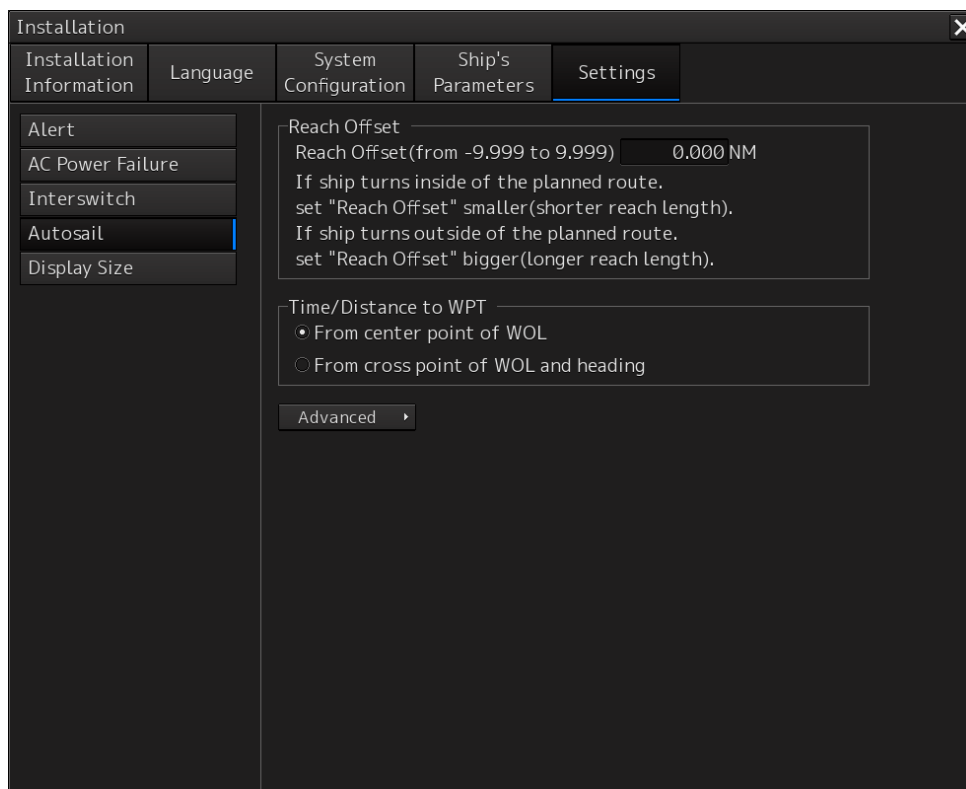 Installation
Installation
Information
Language
System
Configuration
Ship's
Parameters
Settings
Alert
AC Power Failure
Interswitch
Autosail
Display Size
Reach Offset
Reach Offset(from -9.999 to 9.999) 0.000 NM
If ship turns inside of the planned route.
set "Reach Offset" smaller(shorter reach length).
If ship turns outside of the planned route.
set "Reach Offset" bigger(longer reach length).
Time/Distance to WPT
From center point of WOL
From cross point of WOL and heading
Advanced